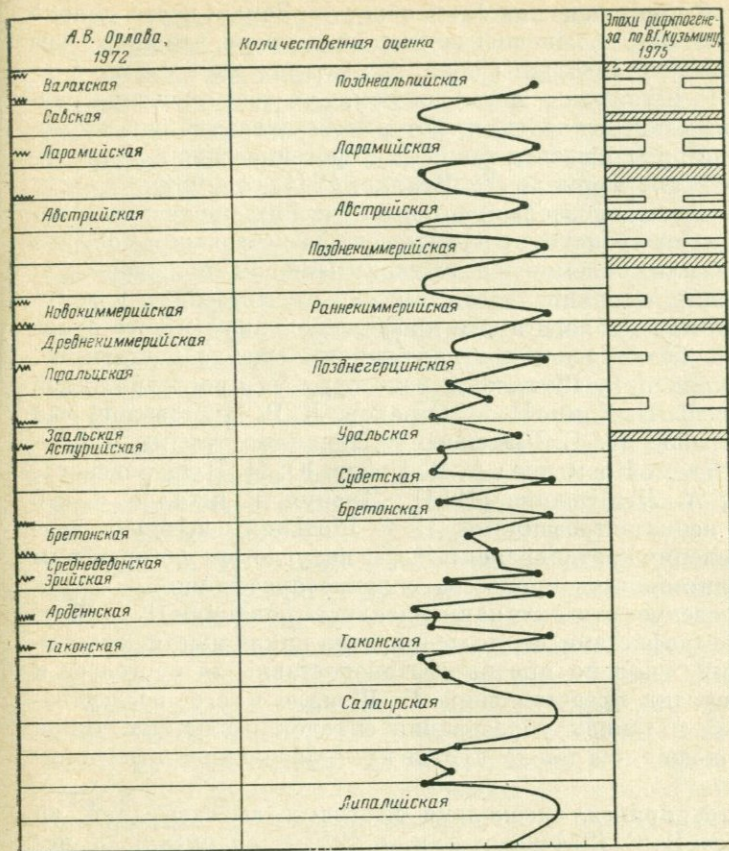 А.В. Орлова,
1972
Количественная оценка
Эпохи рифтогене-
за по В.Г. Кузьмину,
1975
Валахская
Позднеальпийская
Савская
Ларамийская
Ларамийская
Австрийская
Австрийская
Позднекиммерийская
Новокиммерийская
Раннекиммерийская
Древнекиммерийская
Пфальцская
Позднегерцинская
Заальская
Уральская
Астурийская
Судетская
Бретонская
Бретонская
Среднедевонская
Эрийская
Арденнская
Таконская
Таконская
Салаирская
Липалийская